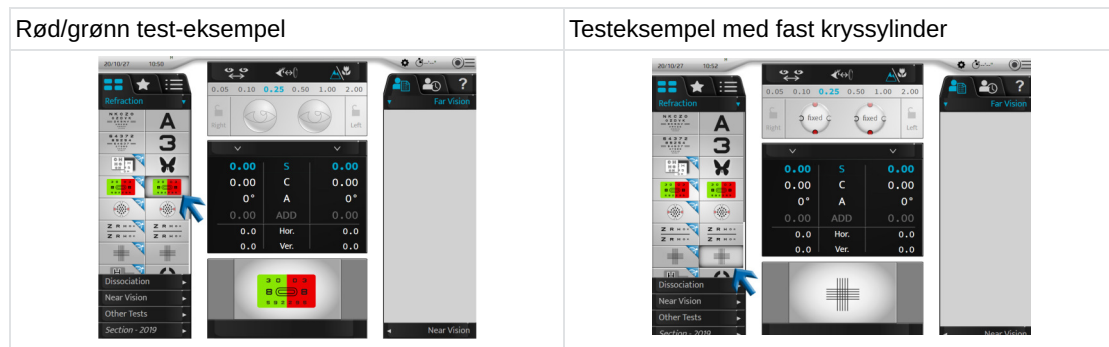 Rød/grønn test-eksempel
Testeksempel med fast kryssylinder
20/10/27 10:50
?
0.05 0.10 0.25 0.50 1.00 2.00
Refraction
Far Vision
Right
Left
A
3
0.00 S 0.00
0.00 C 0.00
0° A 0°
0.00 ADD 0.00
0.0 Hor. 0.0
0.0 Ver. 0.0
Dissociation
Near Vision
Other Tests
Section - 2019
Near Vision
20/10/27 10:52
?
0.05 0.10 0.25 0.50 1.00 2.00
Refraction
Far Vision
fixed
fixed
Right
Left
A
3
0.00 S 0.00
0.00 C 0.00
0° A 0°
0.00 ADD 0.00
0.0 Hor. 0.0
0.0 Ver. 0.0
Dissociation
Near Vision
Other Tests
Section - 2019
Near Vision